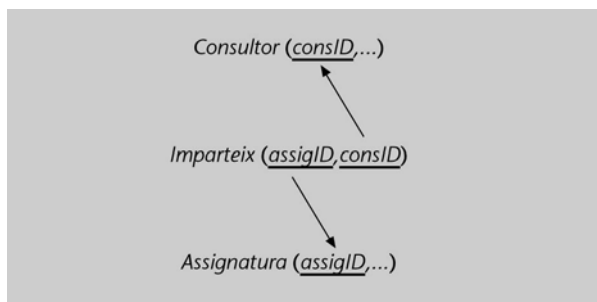 Consultor (consID,...)
Imparteix (assigID,consID)
Assignatura (assigID,...)